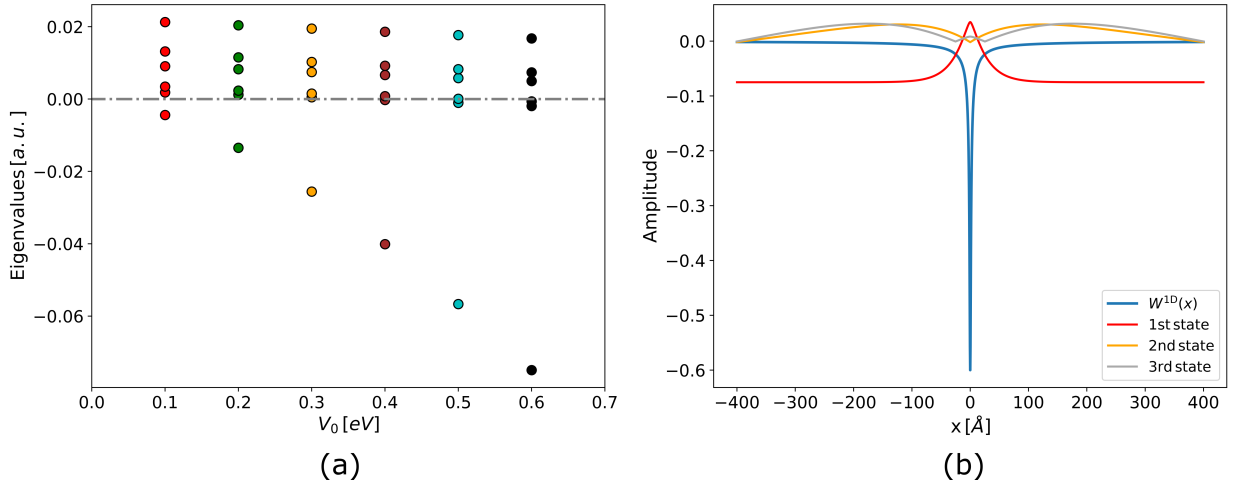 0.02
0.00
−0.02
−0.04
−0.06
Eigenvalues [a. u.]
0.0 0.1 0.2 0.3 0.4 0.5 0.6 0.7
V₀ [eV]
(a)
0.0
−0.1
−0.2
−0.3
−0.4
−0.5
−0.6
Amplitude
W¹ᴰ(x)
1st state
2nd state
3rd state
−400 −300 −200 −100 0 100 200 300 400
x [Å]
(b)